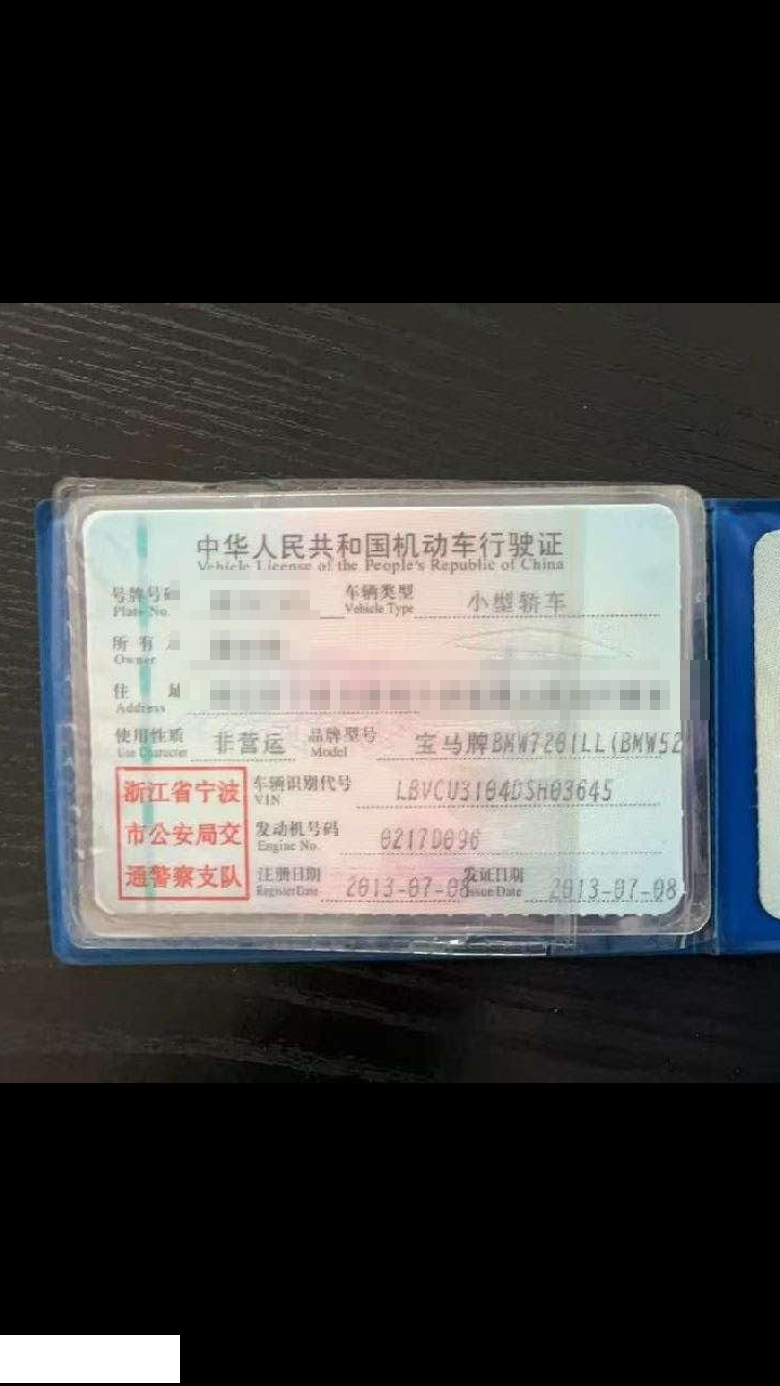 中华人民共和国机动车行驶证
Vehicle License of the People's Republic of China
号牌号码 车辆类型 小型轿车
Plate No. Vehicle Type
所有人
Owner
住址
Address
使用性质 非营运 品牌型号 宝马牌BMW7201LL(BMW52
Use Character Model
浙江省宁波
市公安局交
通警察支队
车辆识别代号 LBVCU3104DSH03645
VIN
发动机号码 0217D096
Engine No.
注册日期 2013-07-08 发证日期 2013-07-08
Register Date Issue Date